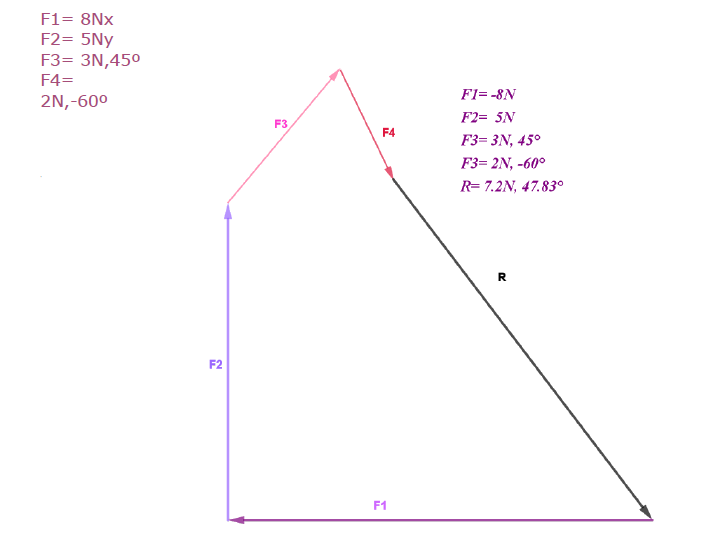 F1= 8Nx
F2= 5Ny
F3= 3N,45º
F4=
2N,-60º
F3
F4
F1= -8N
F2=  5N
F3= 3N, 45°
F3= 2N, -60°
R= 7.2N, 47.83°
R
F2
F1